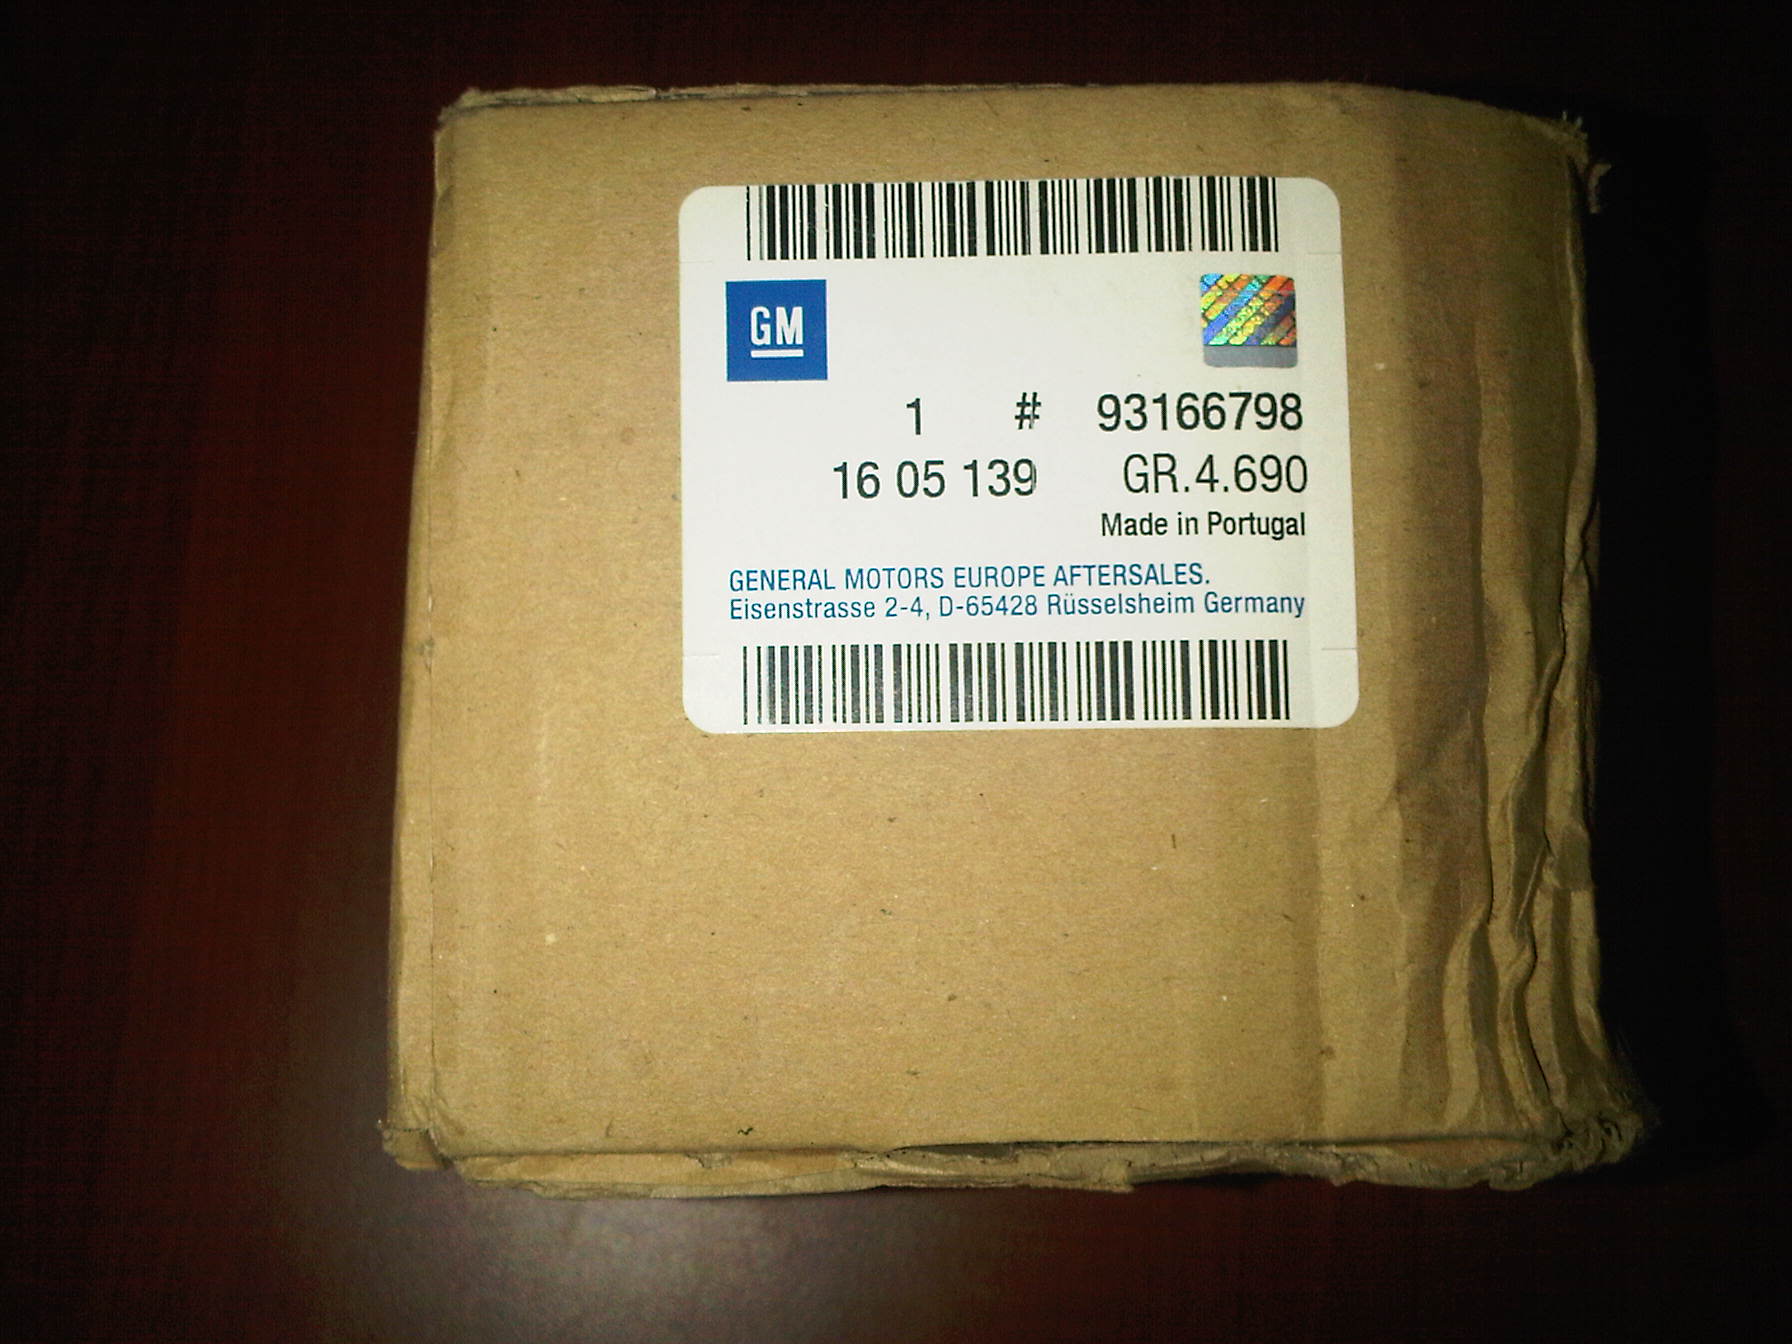 GM
1 # 93166798
16 05 139 GR.4.690
Made in Portugal
GENERAL MOTORS EUROPE AFTERSALES.
Eisenstrasse 2-4, D-65428 Rüsselsheim Germany